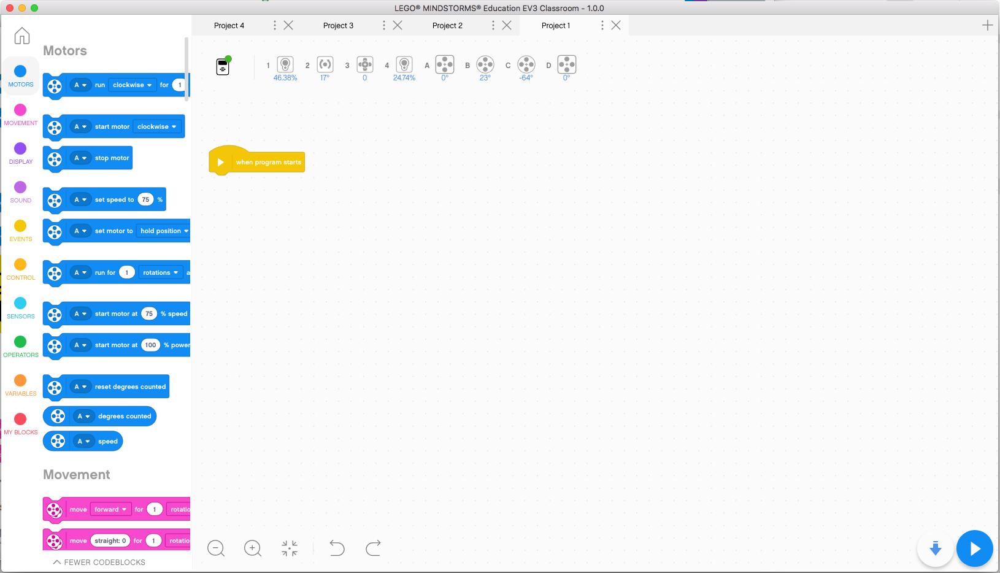 LEGO® MINDSTORMS® Education EV3 Classroom - 1.0.0
Project 4
Project 3
Project 2
Project 1
1 2 3 4 A B C D
46.38% 17° 0 24.74% 0° 23° -64° 0°
MOTORS
MOVEMENT
DISPLAY
SOUND
EVENTS
CONTROL
SENSORS
OPERATORS
VARIABLES
MY BLOCKS
Motors
A run clockwise for 1
A start motor clockwise
A stop motor
A set speed to 75 %
A set motor to hold position
A run for 1 rotations a
A start motor at 75 % speed
A start motor at 100 % power
A reset degrees counted
A degrees counted
A speed
Movement
move forward for 1 rotatio
move straight: 0 for 1 rotatio
FEWER CODEBLOCKS
when program starts